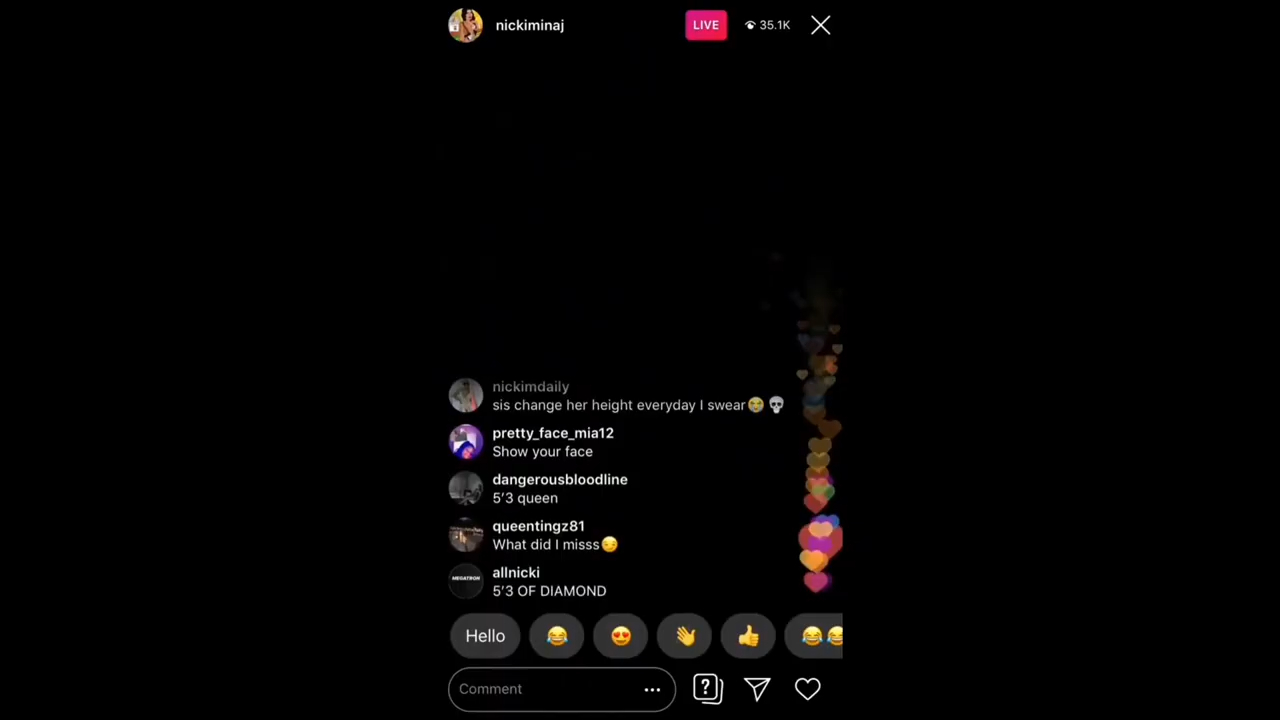 nickiminaj
LIVE
35.1K
nickimdaily
sis change her height everyday I swear😭💀
pretty_face_mia12
Show your face
dangerousbloodline
5'3 queen
queentingz81
What did I misss😏
MEGATRON
allnicki
5'3 OF DIAMOND
Hello 😂 😍 👋 👍 😂😂
Comment